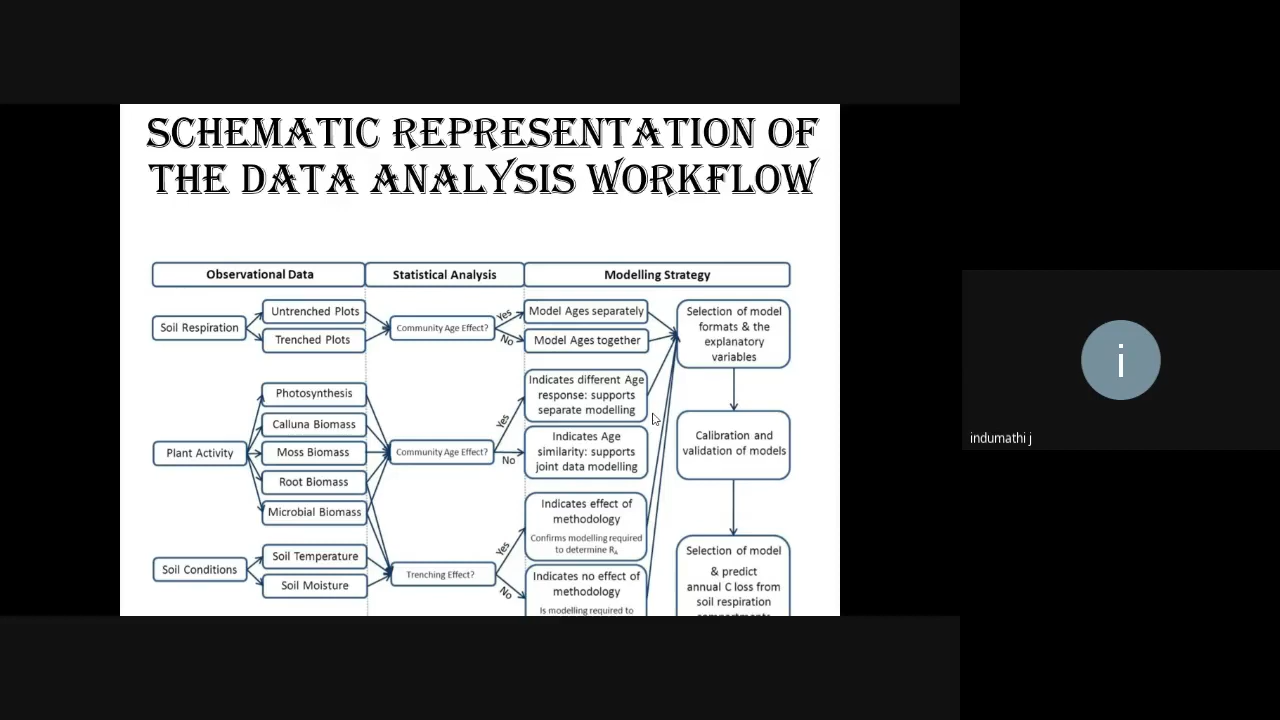 SCHEMATIC REPRESENTATION OF
THE DATA ANALYSIS WORKFLOW
Observational Data
Statistical Analysis
Modelling Strategy
Soil Respiration
Untrenched Plots
Trenched Plots
Community Age Effect?
Yes
No
Model Ages separately
Model Ages together
Selection of model
formats & the
explanatory
variables
Plant Activity
Photosynthesis
Calluna Biomass
Moss Biomass
Root Biomass
Microbial Biomass
Community Age Effect?
Yes
No
Indicates different Age
response: supports
separate modelling
Indicates Age
similarity: supports
joint data modelling
Calibration and
validation of models
Soil Conditions
Soil Temperature
Soil Moisture
Trenching Effect?
Yes
No
Indicates effect of
methodology
Confirms modelling required
to determine RA
Indicates no effect of
methodology
Is modelling required to
Selection of model
& predict
annual C loss from
soil respiration
i
indumathi j